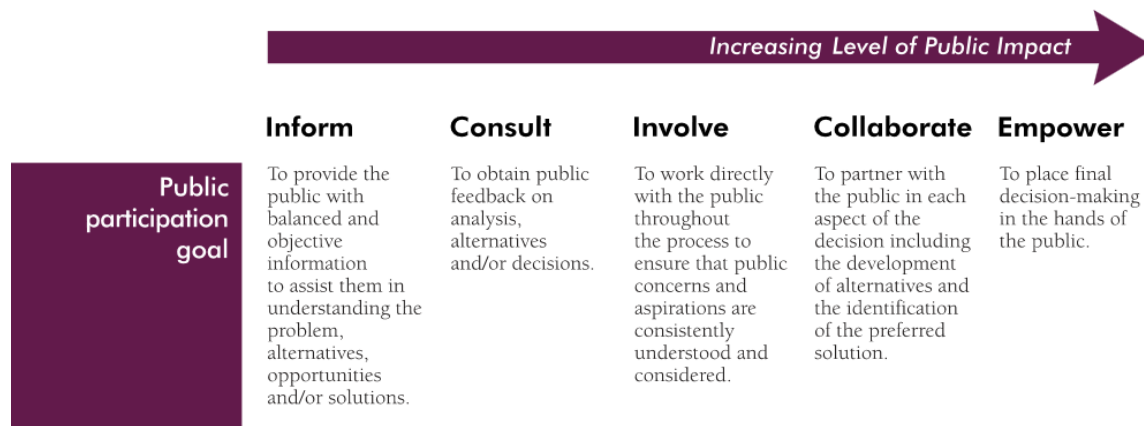 Increasing Level of Public Impact
Inform
Consult
Involve
Collaborate
Empower
Public
participation
goal
To provide the
public with
balanced and
objective
information
to assist them in
understanding the
problem,
alternatives,
opportunities
and/or solutions.
To obtain public
feedback on
analysis,
alternatives
and/or decisions.
To work directly
with the public
throughout
the process to
ensure that public
concerns and
aspirations are
consistently
understood and
considered.
To partner with
the public in each
aspect of the
decision including
the development
of alternatives and
the identification
of the preferred
solution.
To place final
decision-making
in the hands of
the public.